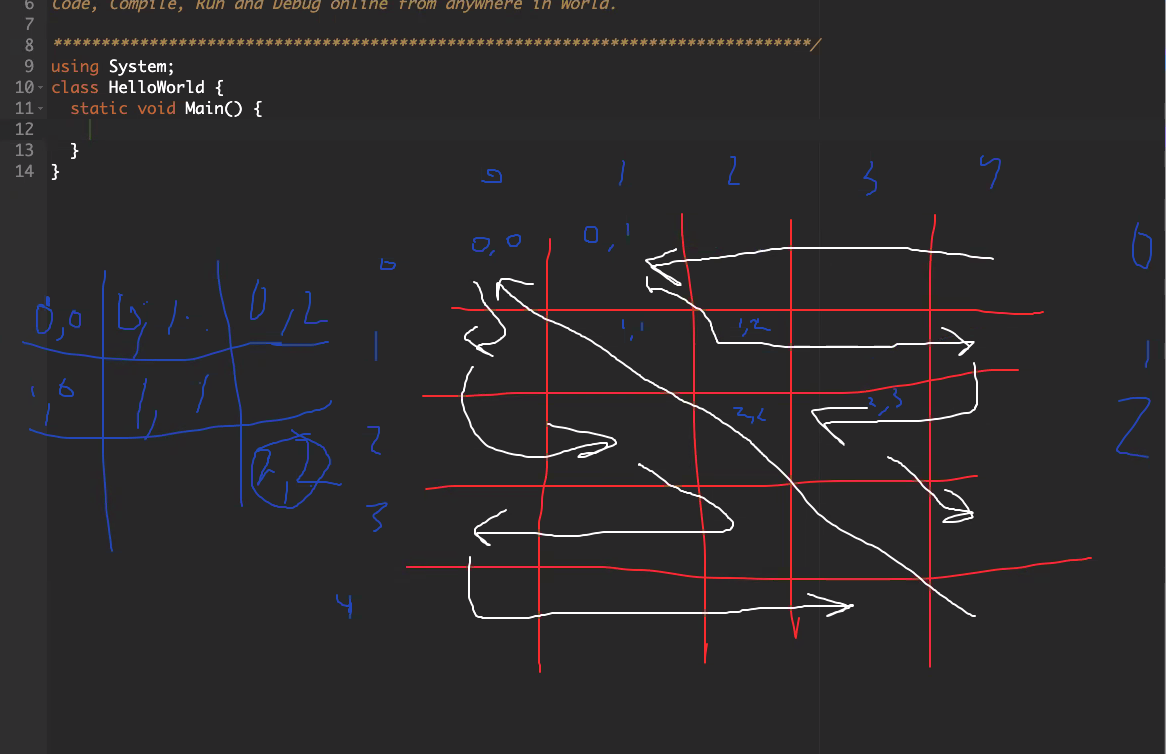 6 Code, Compile, Run and Debug online from anywhere in world.
7
8 *******************************************************************************/
9 using System;
10 class HelloWorld {
11 static void Main() {
12
13 }
14 }
0 1 2 3 4
0,0 0,1
0 0
0,0 0,1 0,2
1,1 1,2
1 1
1,0 1,1
2,2 2,3
2 2
2,2
3
4